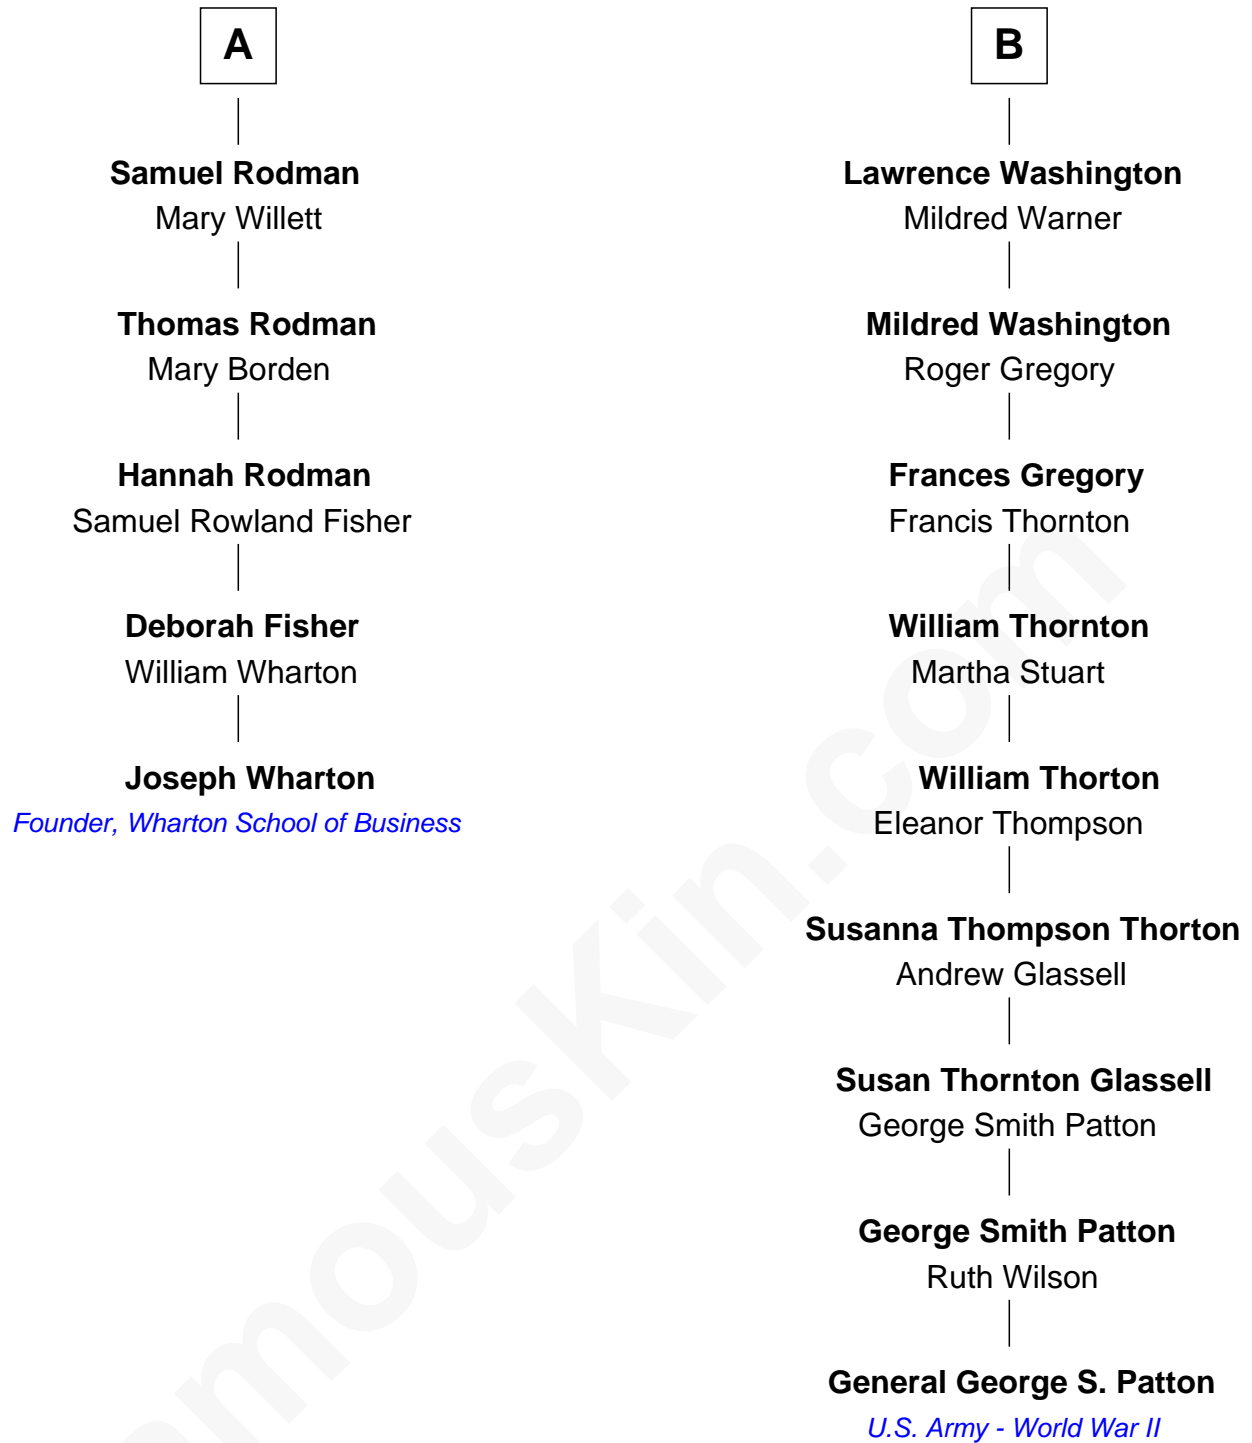 A
Samuel Rodman
Mary Willett
Thomas Rodman
Mary Borden
Hannah Rodman
Samuel Rowland Fisher
Deborah Fisher
William Wharton
Joseph Wharton
Founder, Wharton School of Business
B
Lawrence Washington
Mildred Warner
Mildred Washington
Roger Gregory
Frances Gregory
Francis Thornton
William Thornton
Martha Stuart
William Thorton
Eleanor Thompson
Susanna Thompson Thorton
Andrew Glassell
Susan Thornton Glassell
George Smith Patton
George Smith Patton
Ruth Wilson
General George S. Patton
U.S. Army - World War II
amouskin.com